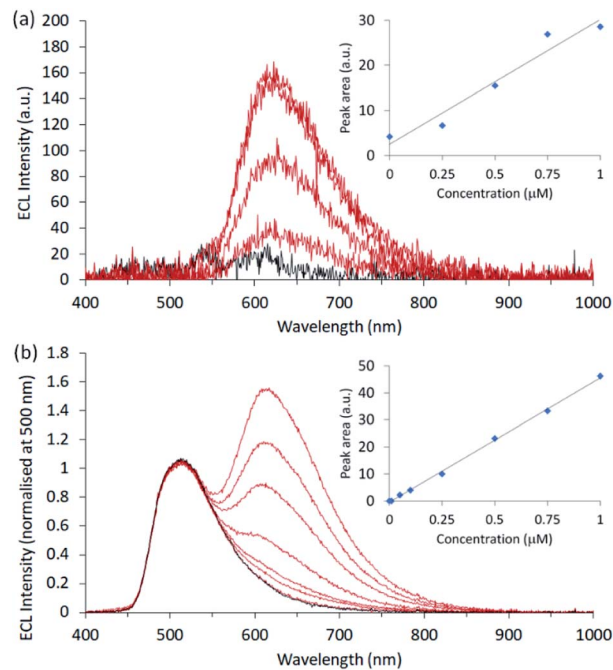 (a)
ECL Intensity (a.u.)
200
180
160
140
120
100
80
60
40
20
0
400 500 600 700 800 900 1000
Wavelength (nm)
Peak area (a.u.)
30
20
10
0
0 0.25 0.5 0.75 1
Concentration (μM)
(b)
ECL Intensity (normalised at 500 nm)
1.8
1.6
1.4
1.2
1
0.8
0.6
0.4
0.2
0
400 500 600 700 800 900 1000
Wavelength (nm)
Peak area (a.u.)
50
40
30
20
10
0
0 0.25 0.5 0.75 1
Concentration (μM)